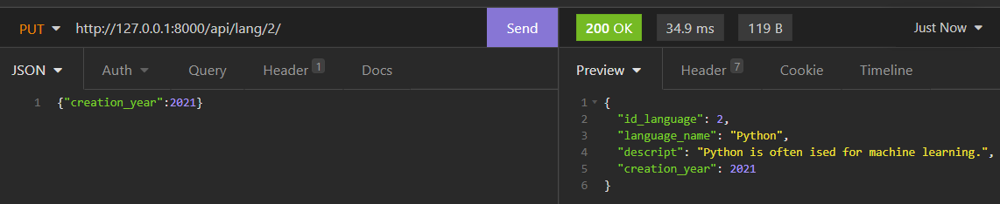 PUT http://127.0.0.1:8000/api/lang/2/ Send 200 OK 34.9 ms 119 B Just Now
JSON Auth Query Header 1 Docs Preview Header 7 Cookie Timeline
1 {"creation_year":2021}
1 {
2 "id_language": 2,
3 "language_name": "Python",
4 "descript": "Python is often ised for machine learning.",
5 "creation_year": 2021
6 }